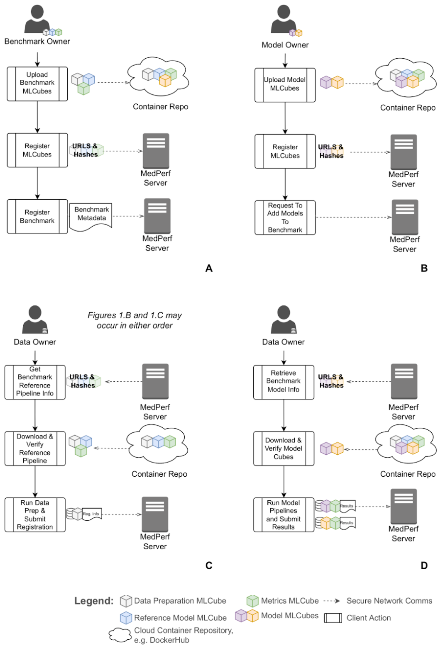 Benchmark Owner
Upload
Benchmark
MLCubes
Container Repo
Register
MLCubes
URLS &
Hashes
MedPerf
Server
Register
Benchmark
Benchmark
Metadata
MedPerf
Server
A
Model Owner
Upload Model
MLCubes
Container Repo
Register
MLCubes
URLS &
Hashes
MedPerf
Server
Request To
Add Models
To
Benchmark
MedPerf
Server
B
Data Owner
Figures 1.B and 1.C may
occur in either order
Get
Benchmark
Reference
Pipeline Info
URLS &
Hashes
MedPerf
Server
Download &
Verify
Reference
Pipeline
Container Repo
Run Data
Prep &
Submit
Registration
Reg. Info
MedPerf
Server
C
Data Owner
Retrieve
Benchmark
Model Info
URLS &
Hashes
MedPerf
Server
Download &
Verify Model
Cubes
Container Repo
Run Model
Pipelines
and Submit
Results
Results
Results
MedPerf
Server
D
Legend:
Data Preparation MLCube
Metrics MLCube
Secure Network Comms
Reference Model MLCube
Model MLCubes
Client Action
Cloud Container Repository,
e.g. DockerHub